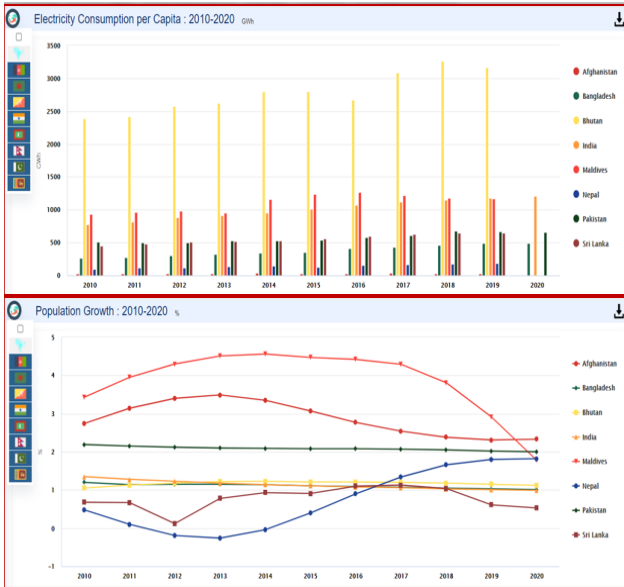 Electricity Consumption per Capita : 2010-2020 GWh
3500
3000
2500
2000
1500
1000
500
0
2010 2011 2012 2013 2014 2015 2016 2017 2018 2019 2020
Afghanistan
Bangladesh
Bhutan
India
Maldives
Nepal
Pakistan
Sri Lanka
Population Growth : 2010-2020 %
5
4
3
2
1
0
-1
%
2010 2011 2012 2013 2014 2015 2016 2017 2018 2019 2020
Afghanistan
Bangladesh
Bhutan
India
Maldives
Nepal
Pakistan
Sri Lanka